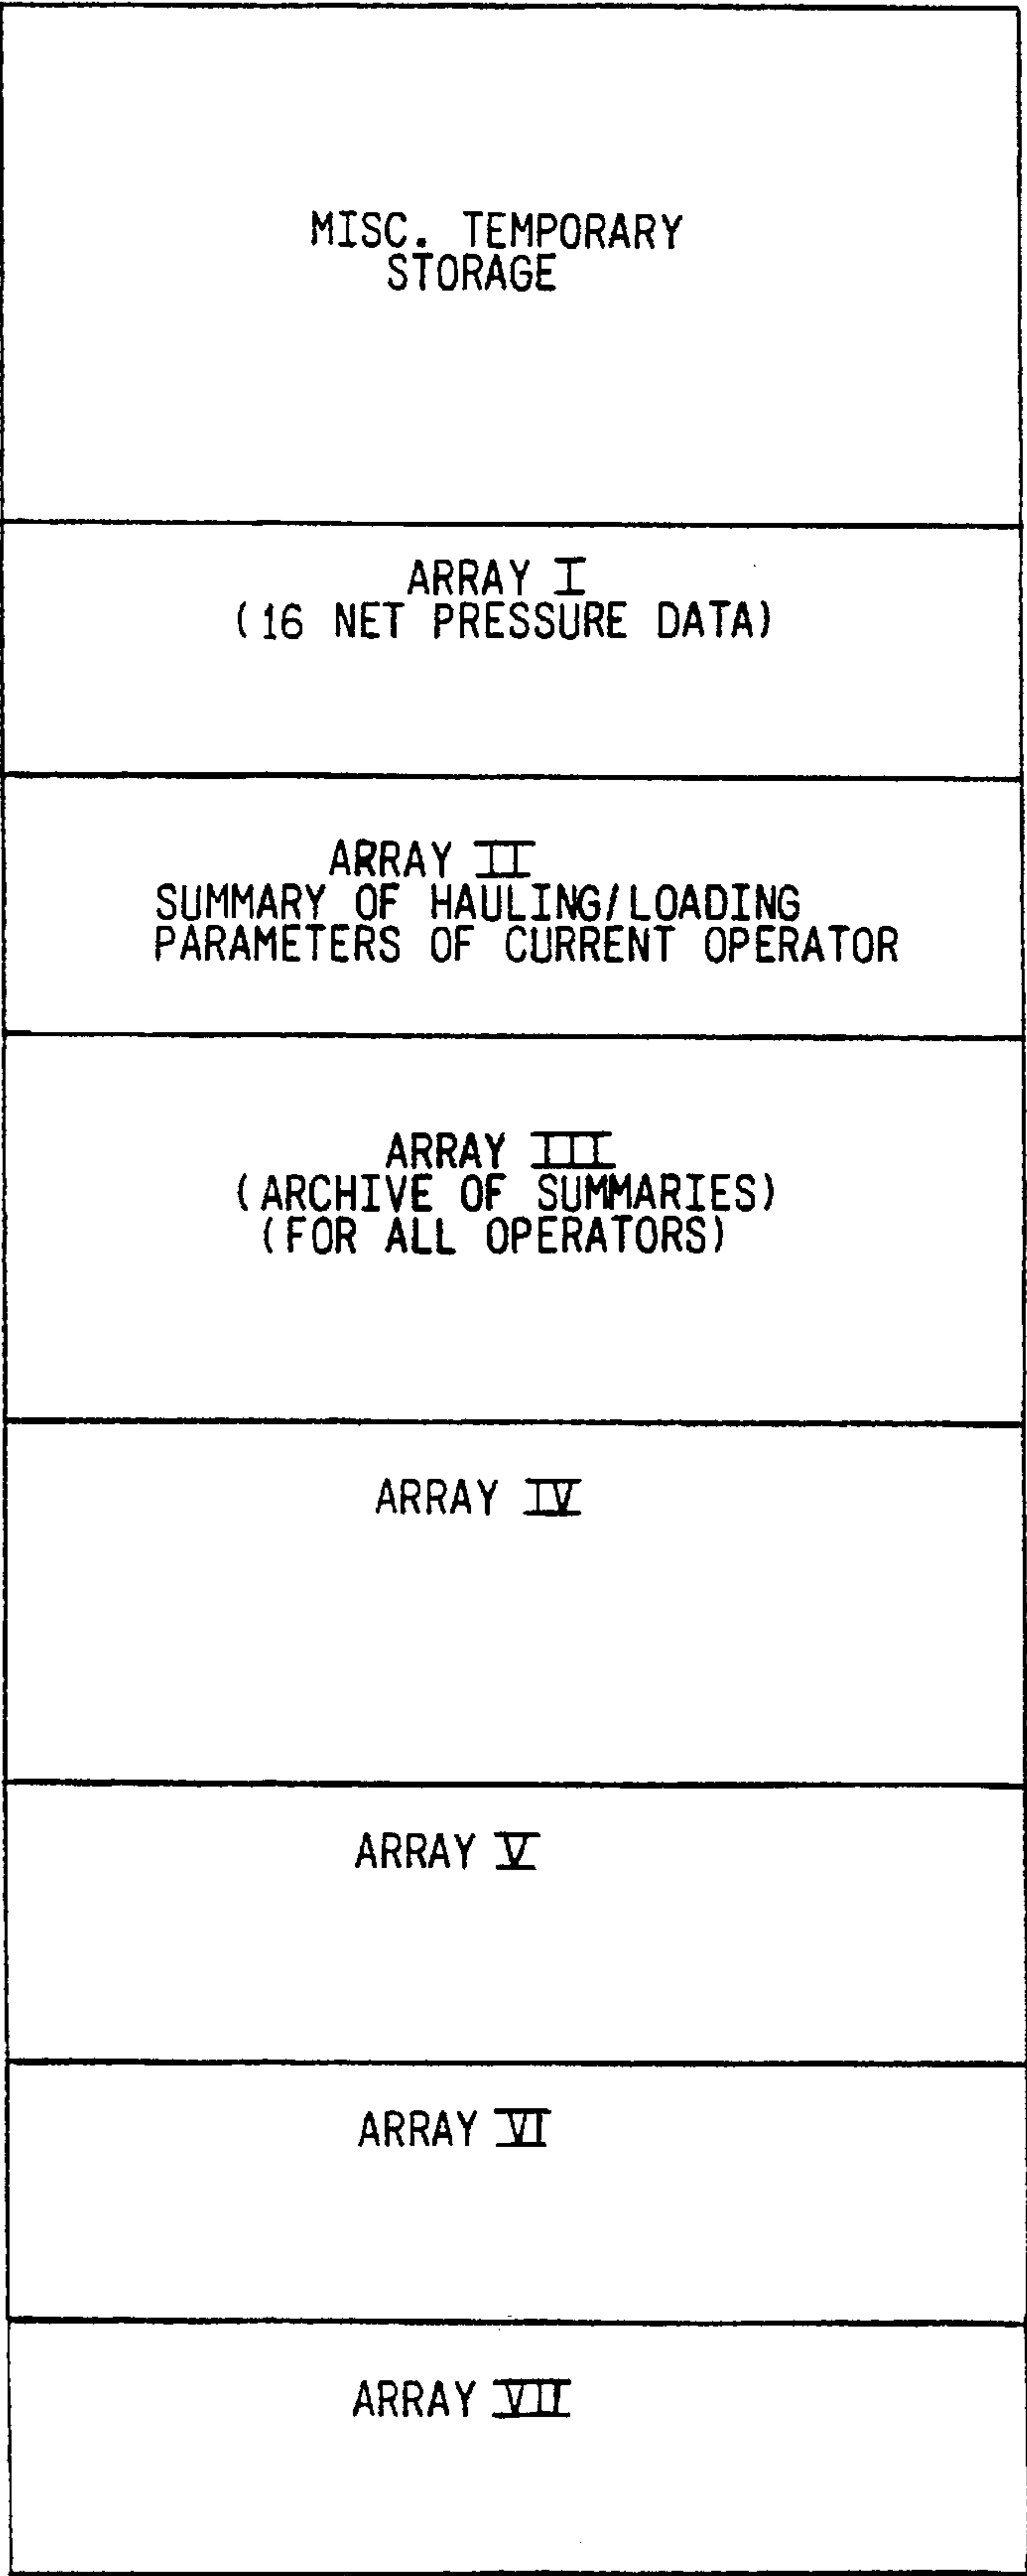 MISC. TEMPORARY
STORAGE
ARRAY I
(16 NET PRESSURE DATA)
ARRAY II
SUMMARY OF HAULING/LOADING
PARAMETERS OF CURRENT OPERATOR
ARRAY III
(ARCHIVE OF SUMMARIES)
(FOR ALL OPERATORS)
ARRAY IV
ARRAY V
ARRAY VI
ARRAY VII